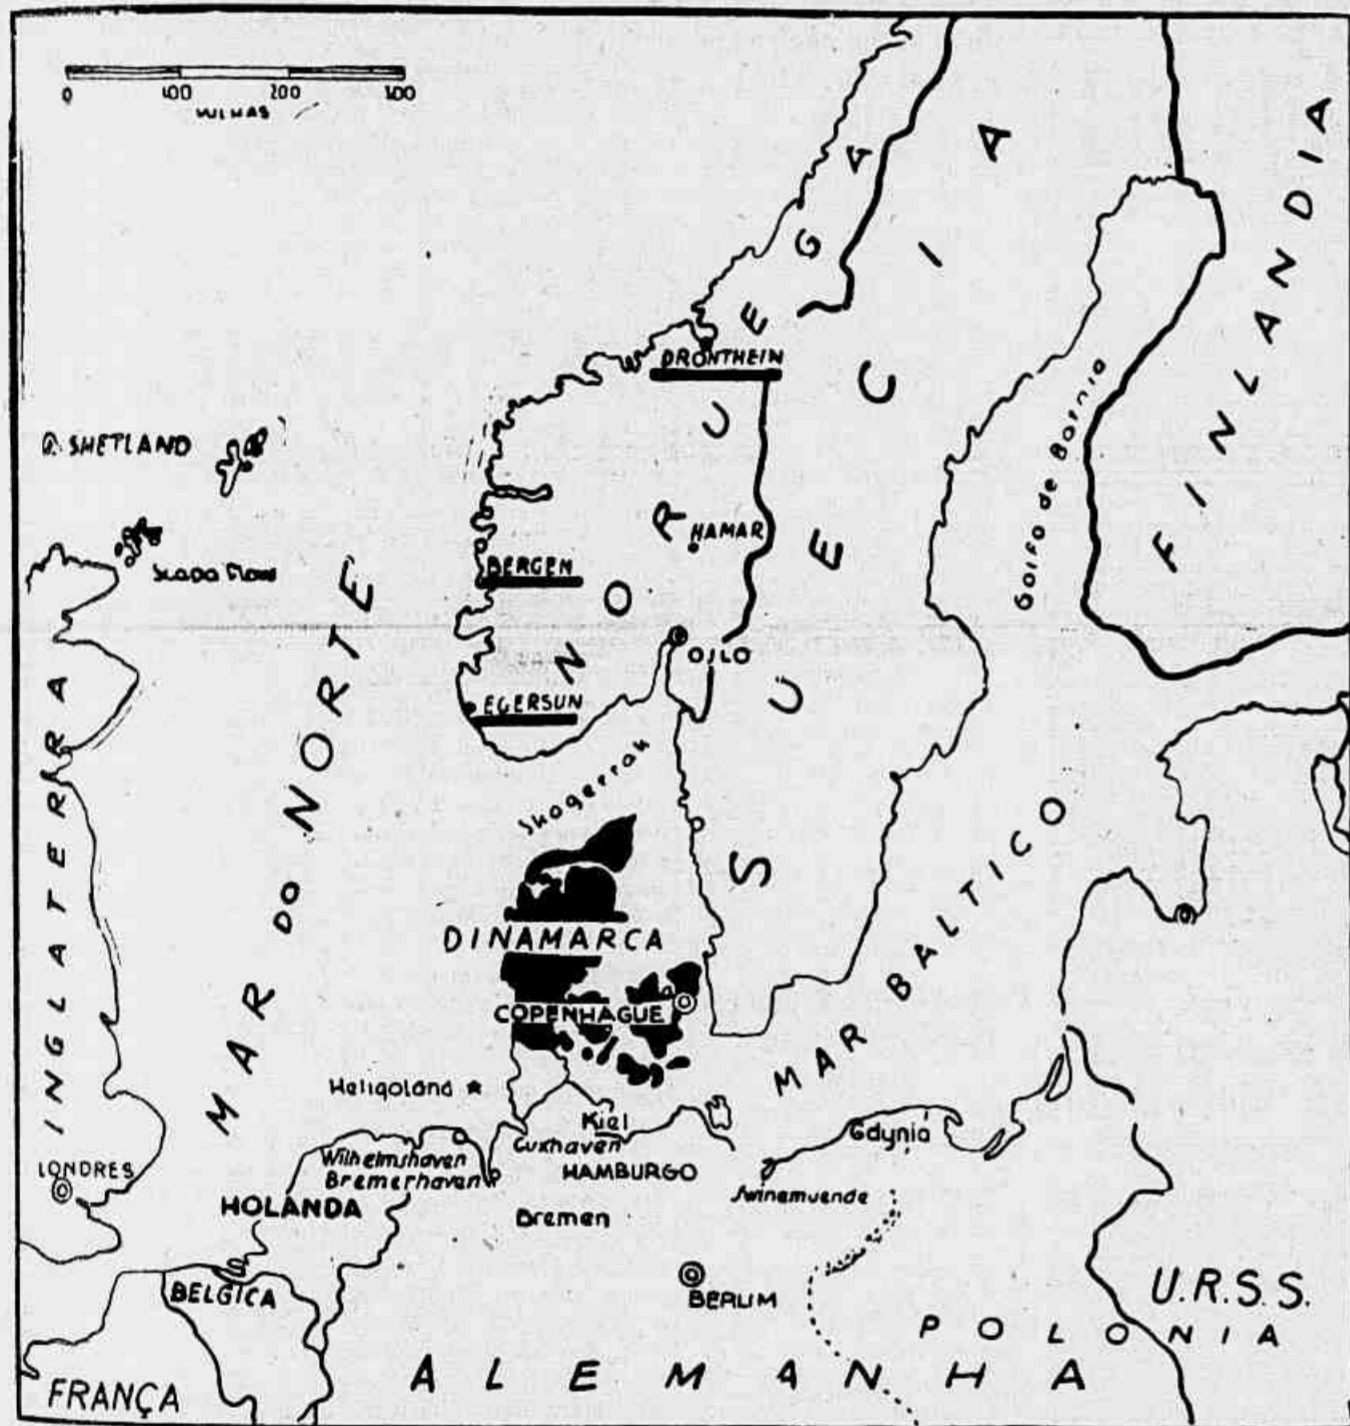 0 100 200 300
MILHAS
NORUEGA
SUECIA
FINLANDIA
DRONTHEIN
SHETLAND
Golfo de Botnia
HAMAR
Scapa Flow
BERGEN
OSLO
EGERSUN
MAR DO NORTE
INGLATERRA
Skagerrak
DINAMARCA
MAR BALTICO
COPENHAGUE
Heligoland
Kiel
Gdynia
Cuxhaven
Wilhelmshaven
HAMBURGO
Bremerhaven
LONDRES
Swinemuende
HOLANDA
Bremen
BERLIM
BELGICA
U.R.S.S.
POLONIA
ALEMANHA
FRANÇA